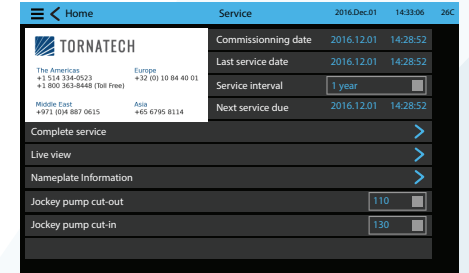 Home Service 2016.Dec.01 14:33:06 26C
TORNATECH
The Americas
+1 514 334-0523
+1 800 363-8448 (Toll Free)
Europe
+32 (0) 10 84 40 01
Middle East
+971 (0)4 887 0615
Asia
+65 6795 8114
Commissionning date 2016.12.01 14:28:52
Last service date 2016.12.01 14:28:52
Service interval 1 year
Next service due 2016.12.01 14:28:52
Complete service
Live view
Nameplate Information
Jockey pump cut-out 110
Jockey pump cut-in 130